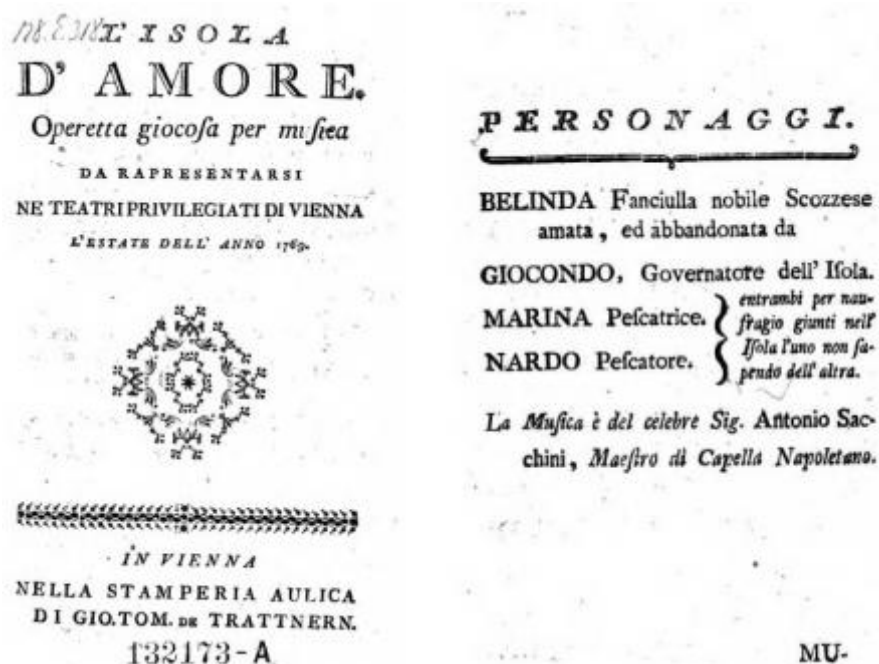 L'ISOLA
D' AMORE.
Operetta giocoſa per muſica
DA RAPRESENTARSI
NE TEATRI PRIVILEGIATI DI VIENNA
L'ESTATE DELL' ANNO 1769.
IN VIENNA
NELLA STAMPERIA AULICA
DI GIO.TOM. DE TRATTNERN.
132173-A
PERSONAGGI.
BELINDA Fanciulla nobile Scozzese
amata, ed abbandonata da
GIOCONDO, Governatore dell' Iſola.
MARINA Peſcatrice. } entrambi per nau-
fragio giunti nell'
NARDO Peſcatore. } Iſola l'uno non ſa-
pendo dell' altra.
La Muſica è del celebre Sig. Antonio Sac-
chini, Maeſtro di Capella Napoletano.
MU-